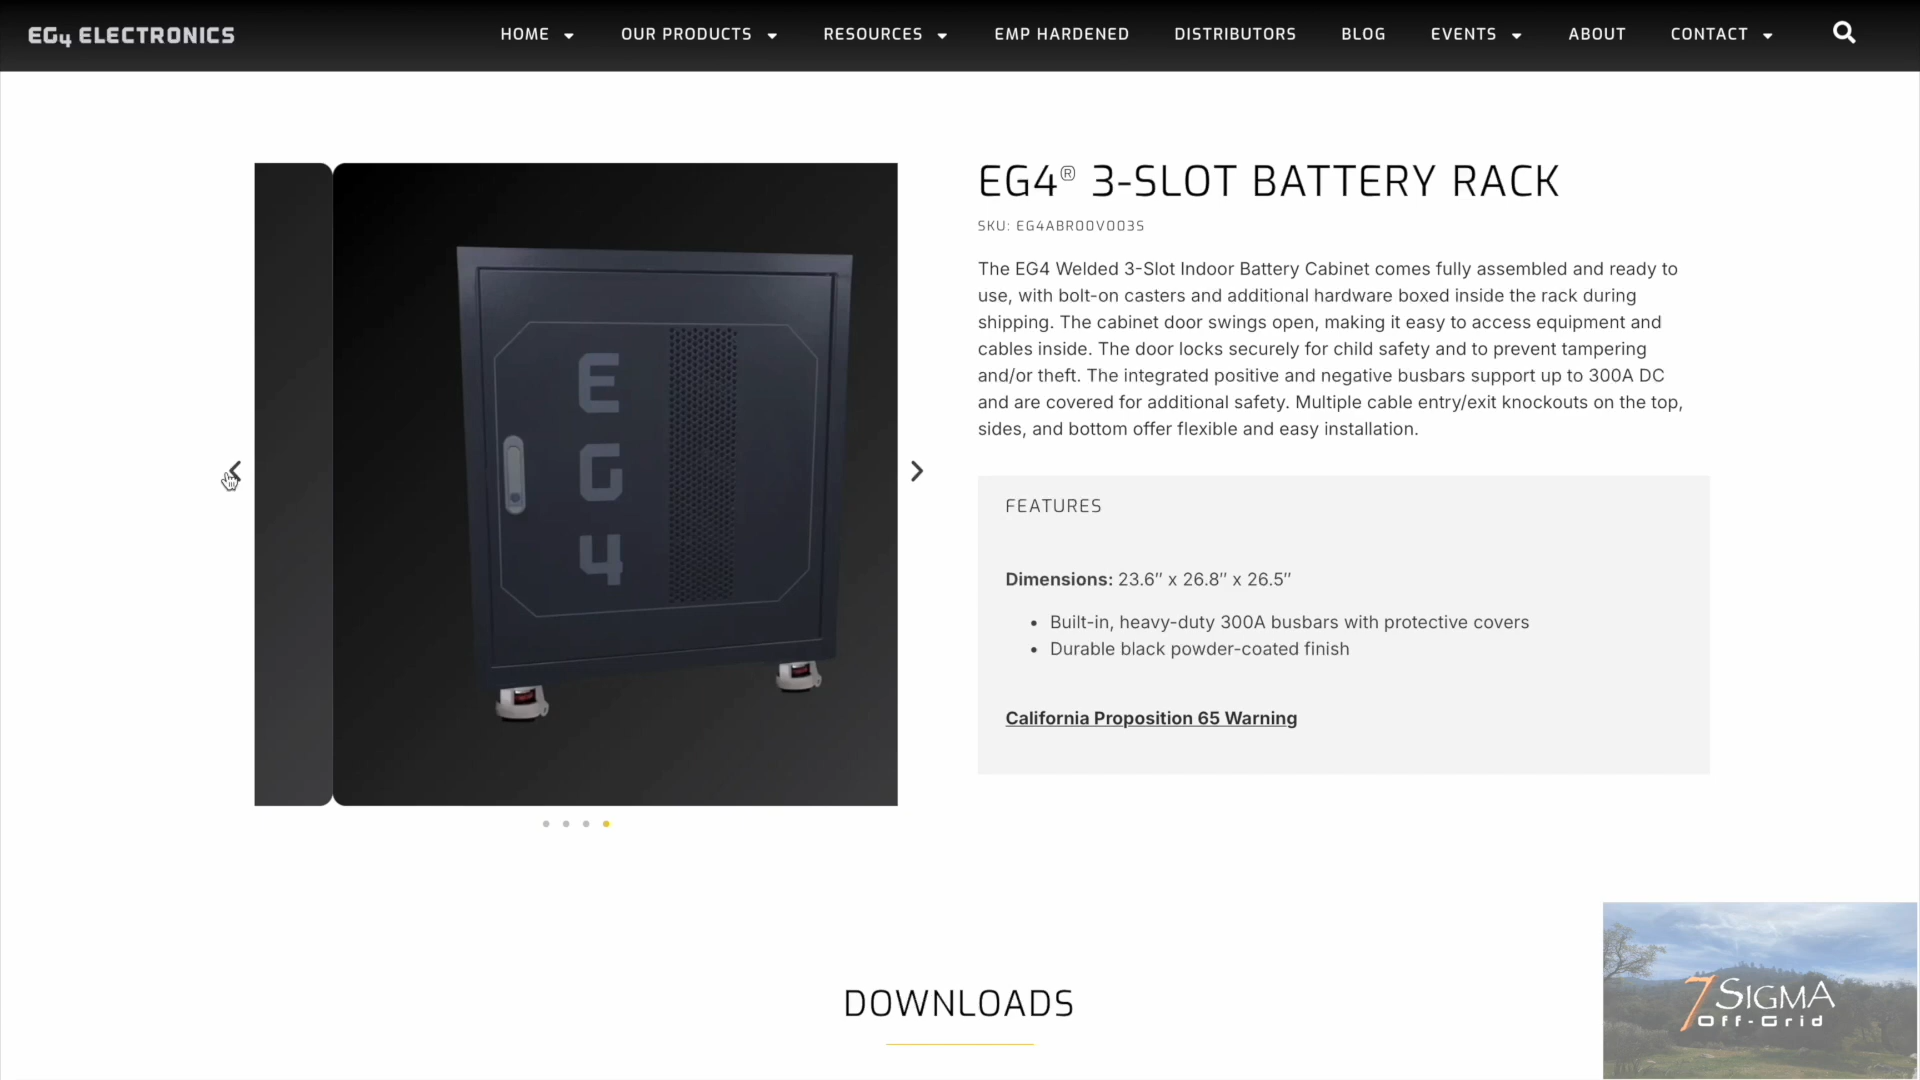 EG4 ELECTRONICS
HOME
OUR PRODUCTS
RESOURCES
EMP HARDENED
DISTRIBUTORS
BLOG
EVENTS
ABOUT
CONTACT
E
G
4
EG4® 3-SLOT BATTERY RACK
SKU: EG4ABR00V003S
The EG4 Welded 3-Slot Indoor Battery Cabinet comes fully assembled and ready to
use, with bolt-on casters and additional hardware boxed inside the rack during
shipping. The cabinet door swings open, making it easy to access equipment and
cables inside. The door locks securely for child safety and to prevent tampering
and/or theft. The integrated positive and negative busbars support up to 300A DC
and are covered for additional safety. Multiple cable entry/exit knockouts on the top,
sides, and bottom offer flexible and easy installation.
FEATURES
Dimensions: 23.6″ x 26.8″ x 26.5″
• Built-in, heavy-duty 300A busbars with protective covers
• Durable black powder-coated finish
California Proposition 65 Warning
DOWNLOADS
7SIGMA
Off-Grid